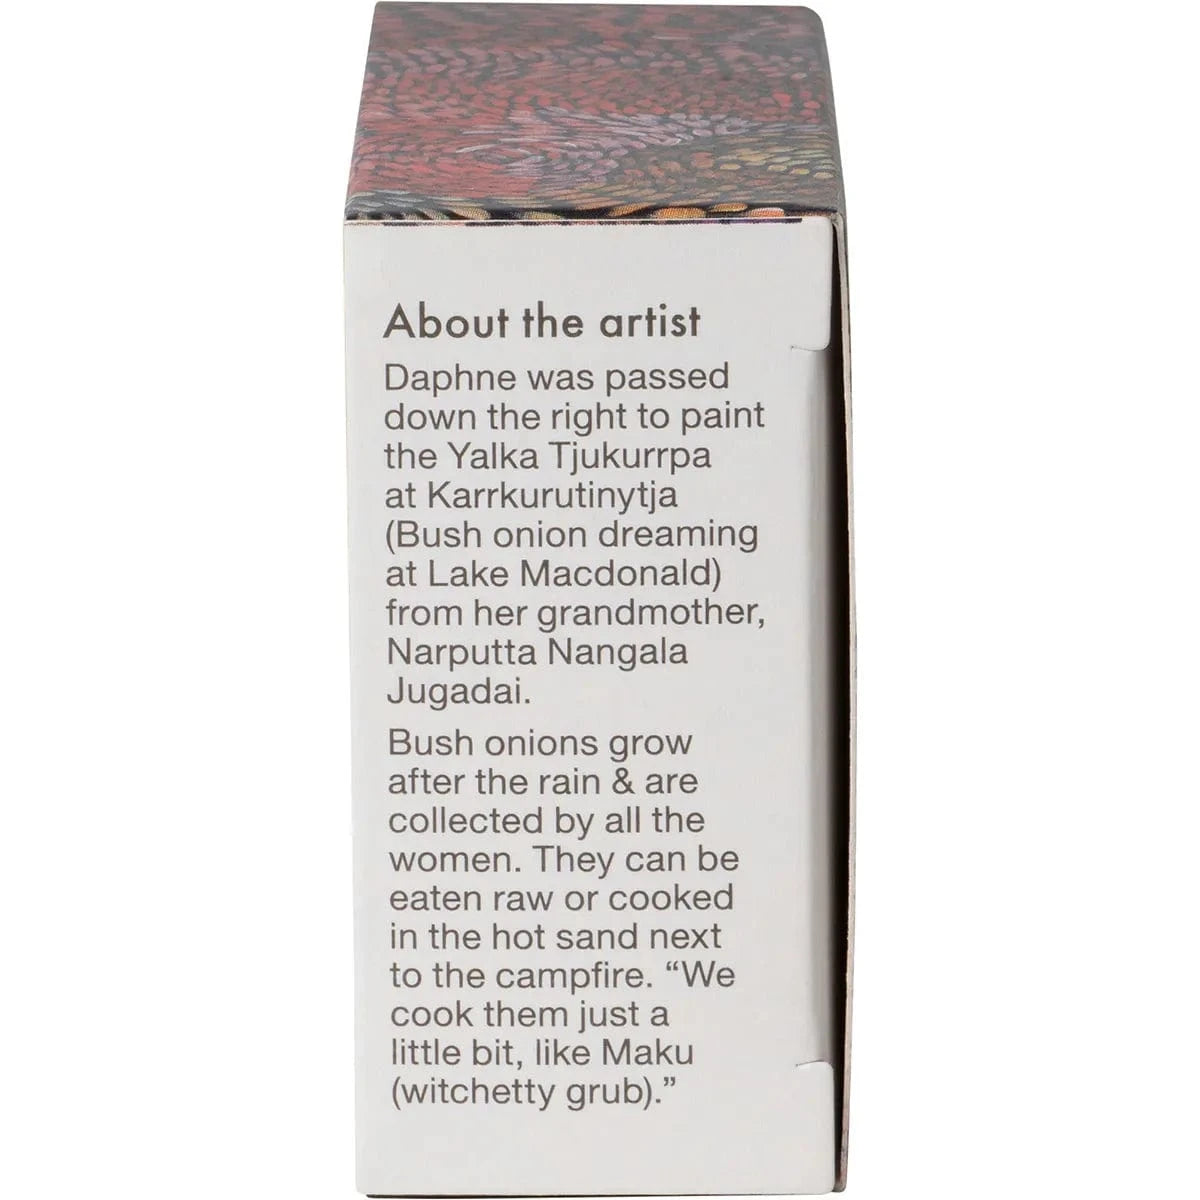 About the artist
Daphne was passed
down the right to paint
the Yalka Tjukurrpa
at Karrkurutinytja
(Bush onion dreaming
at Lake Macdonald)
from her grandmother,
Narputta Nangala
Jugadai.
Bush onions grow
after the rain & are
collected by all the
women. They can be
eaten raw or cooked
in the hot sand next
to the campfire. “We
cook them just a
little bit, like Maku
(witchetty grub).”